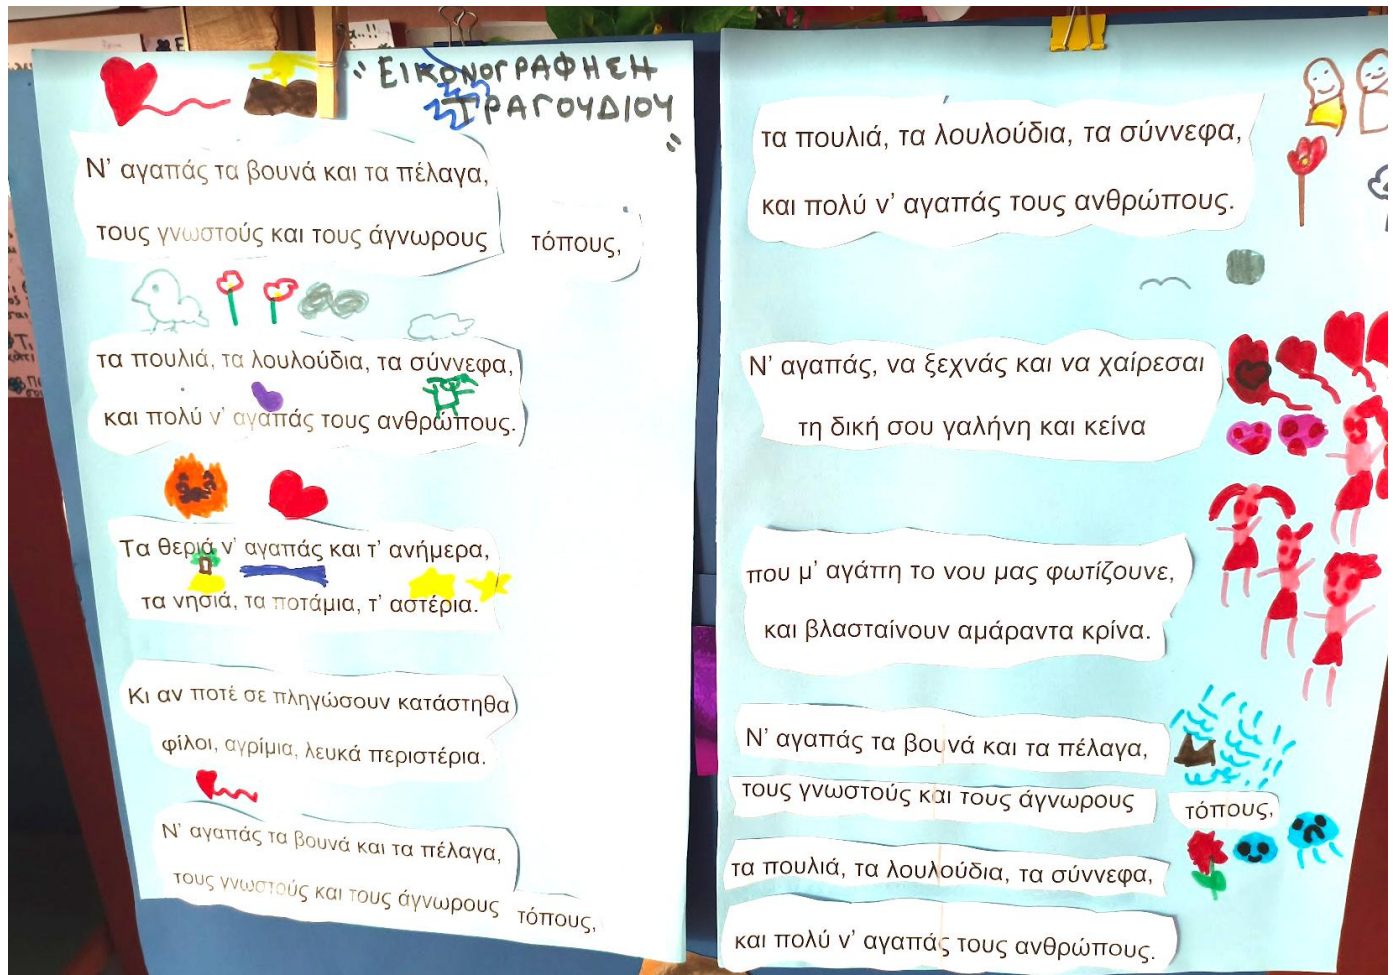 "ΕΙΚΟΝΟΓΡΑΦΗΣΗ
ΤΡΑΓΟΥΔΙΟΥ"
Ν' αγαπάς τα βουνά και τα πέλαγα,
τους γνωστούς και τους άγνωρους τόπους,
τα πουλιά, τα λουλούδια, τα σύννεφα,
και πολύ ν' αγαπάς τους ανθρώπους.
Τα θεριά ν' αγαπάς και τ' ανήμερα,
τα νησιά, τα ποτάμια, τ' αστέρια.
Κι αν ποτέ σε πληγώσουν κατάστηθα
φίλοι, αγρίμια, λευκά περιστέρια.
Ν' αγαπάς τα βουνά και τα πέλαγα,
τους γνωστούς και τους άγνωρους τόπους,
τα πουλιά, τα λουλούδια, τα σύννεφα,
και πολύ ν' αγαπάς τους ανθρώπους.
Ν' αγαπάς, να ξεχνάς και να χαίρεσαι
τη δική σου γαλήνη και κείνα
που μ' αγάπη το νου μας φωτίζουνε,
και βλασταίνουν αμάραντα κρίνα.
Ν' αγαπάς τα βουνά και τα πέλαγα,
τους γνωστούς και τους άγνωρους τόπους,
τα πουλιά, τα λουλούδια, τα σύννεφα,
και πολύ ν' αγαπάς τους ανθρώπους.